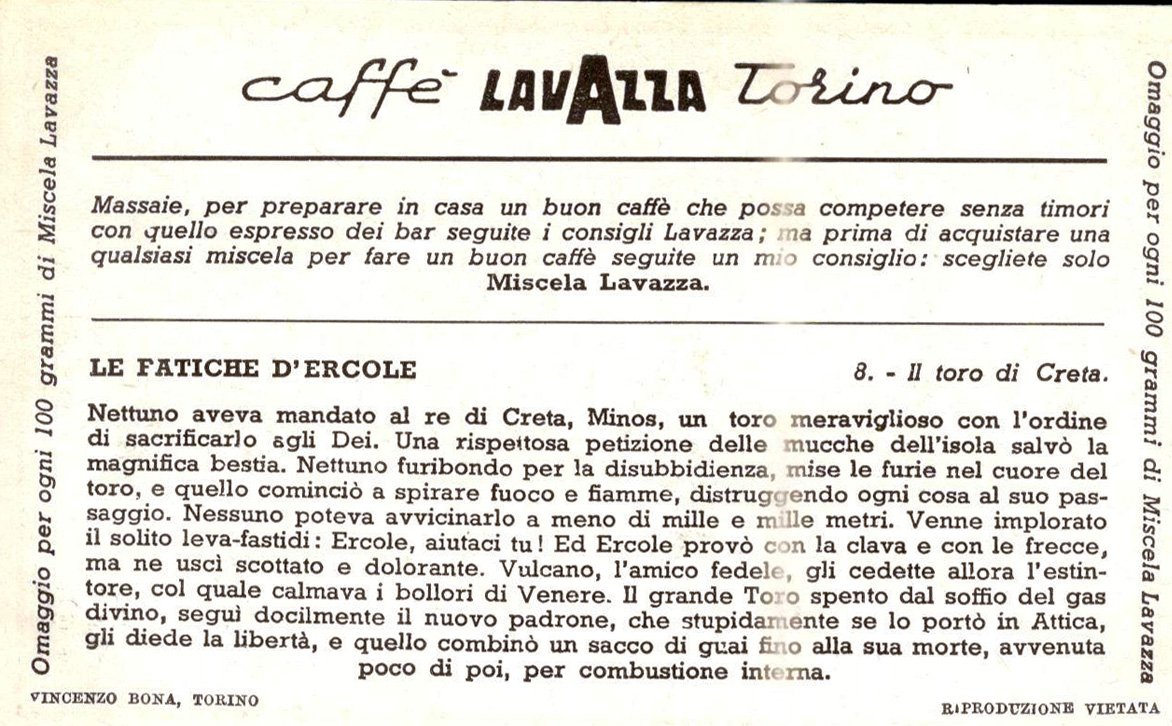 caffè LAVAZZA Torino
Omaggio per ogni 100 grammi di Miscela Lavazza
Massaie, per preparare in casa un buon caffè che possa competere senza timori
con quello espresso dei bar seguite i consigli Lavazza; ma prima di acquistare una
qualsiasi miscela per fare un buon caffè seguite un mio consiglio: scegliete solo
Miscela Lavazza.
LE FATICHE D'ERCOLE
8. - Il toro di Creta.
Nettuno aveva mandato al re di Creta, Minos, un toro meraviglioso con l'ordine
di sacrificarlo agli Dei. Una rispettosa petizione delle mucche dell'isola salvò la
magnifica bestia. Nettuno furibondo per la disubbidienza, mise le furie nel cuore del
toro, e quello cominciò a spirare fuoco e fiamme, distruggendo ogni cosa al suo pas-
saggio. Nessuno poteva avvicinarlo a meno di mille e mille metri. Venne implorato
il solito leva-fastidi: Ercole, aiutaci tu! Ed Ercole provò con la clava e con le frecce,
ma ne uscì scottato e dolorante. Vulcano, l'amico fedele, gli cedette allora l'estin-
tore, col quale calmava i bollori di Venere. Il grande Toro spento dal soffio del gas
divino, seguì docilmente il nuovo padrone, che stupidamente se lo portò in Attica,
gli diede la libertà, e quello combinò un sacco di guai fino alla sua morte, avvenuta
poco di poi, per combustione interna.
Omaggio per ogni 100 grammi di Miscela Lavazza
VINCENZO BONA, TORINO
RIPRODUZIONE VIETATA